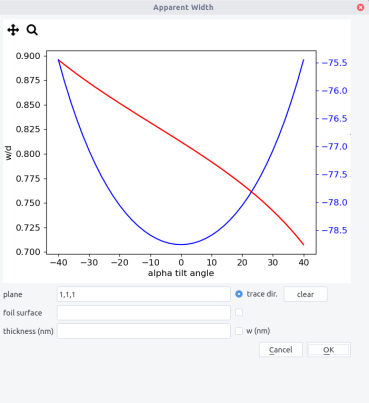 Apparent Width
0.900
0.875
0.850
0.825
0.800
0.775
0.750
0.725
0.700
w/d
−75.5
−76.0
−76.5
−77.0
−77.5
−78.0
−78.5
−40 −30 −20 −10 0 10 20 30 40
alpha tilt angle
plane 1,1,1 trace dir. clear
foil surface
thickness (nm) w (nm)
Cancel OK